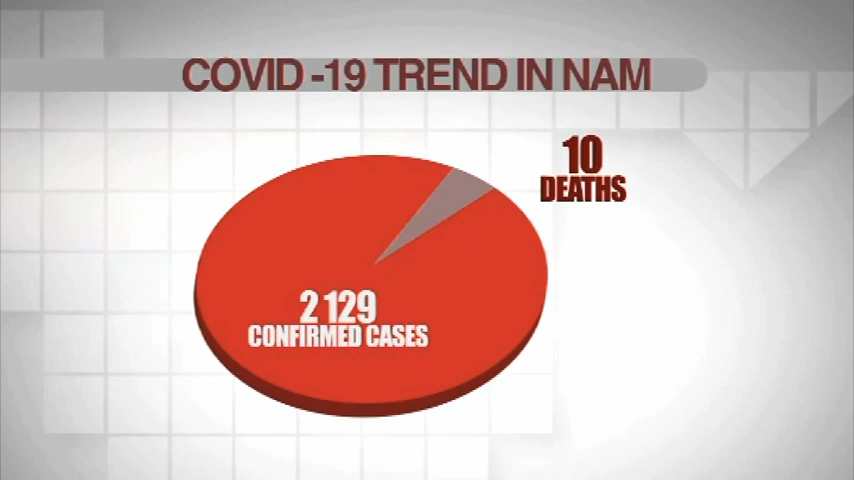 COVID -19 TREND IN NAM
10
DEATHS
2 129
CONFIRMED CASES